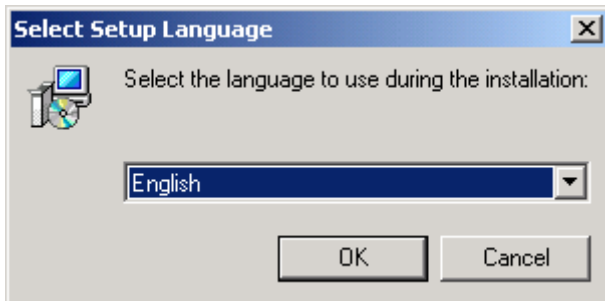 Select Setup Language
Select the language to use during the installation:
English
OK
Cancel